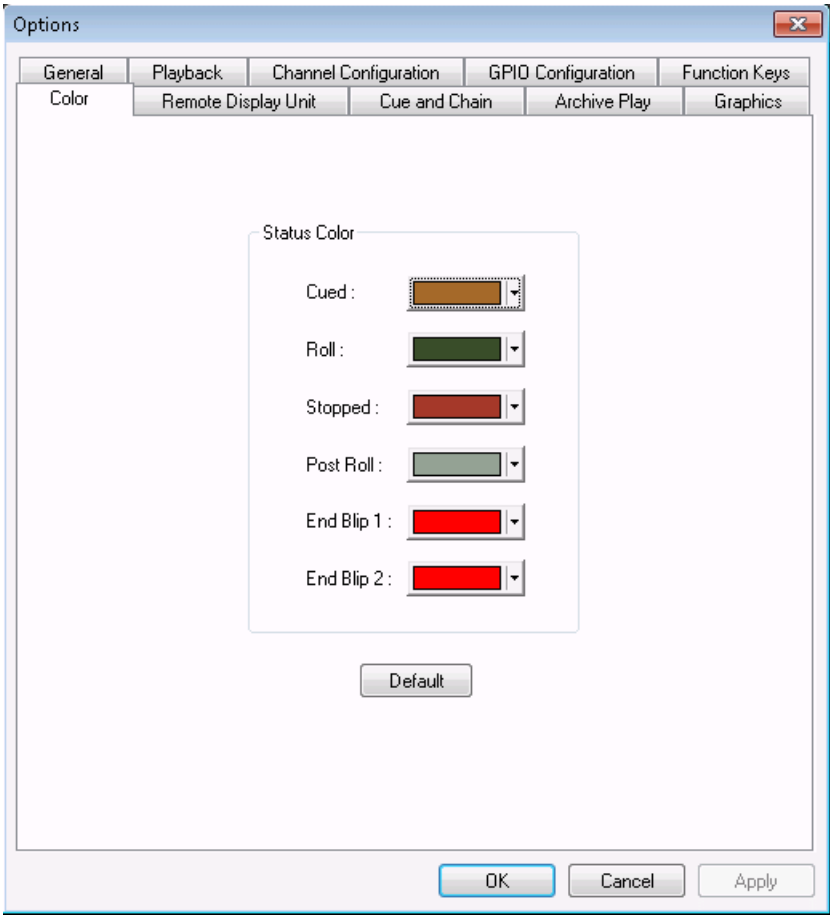 Options
General Playback Channel Configuration GPIO Configuration Function Keys
Color Remote Display Unit Cue and Chain Archive Play Graphics
Status Color
Cued :
Roll :
Stopped :
Post Roll :
End Blip 1 :
End Blip 2 :
Default
OK Cancel Apply